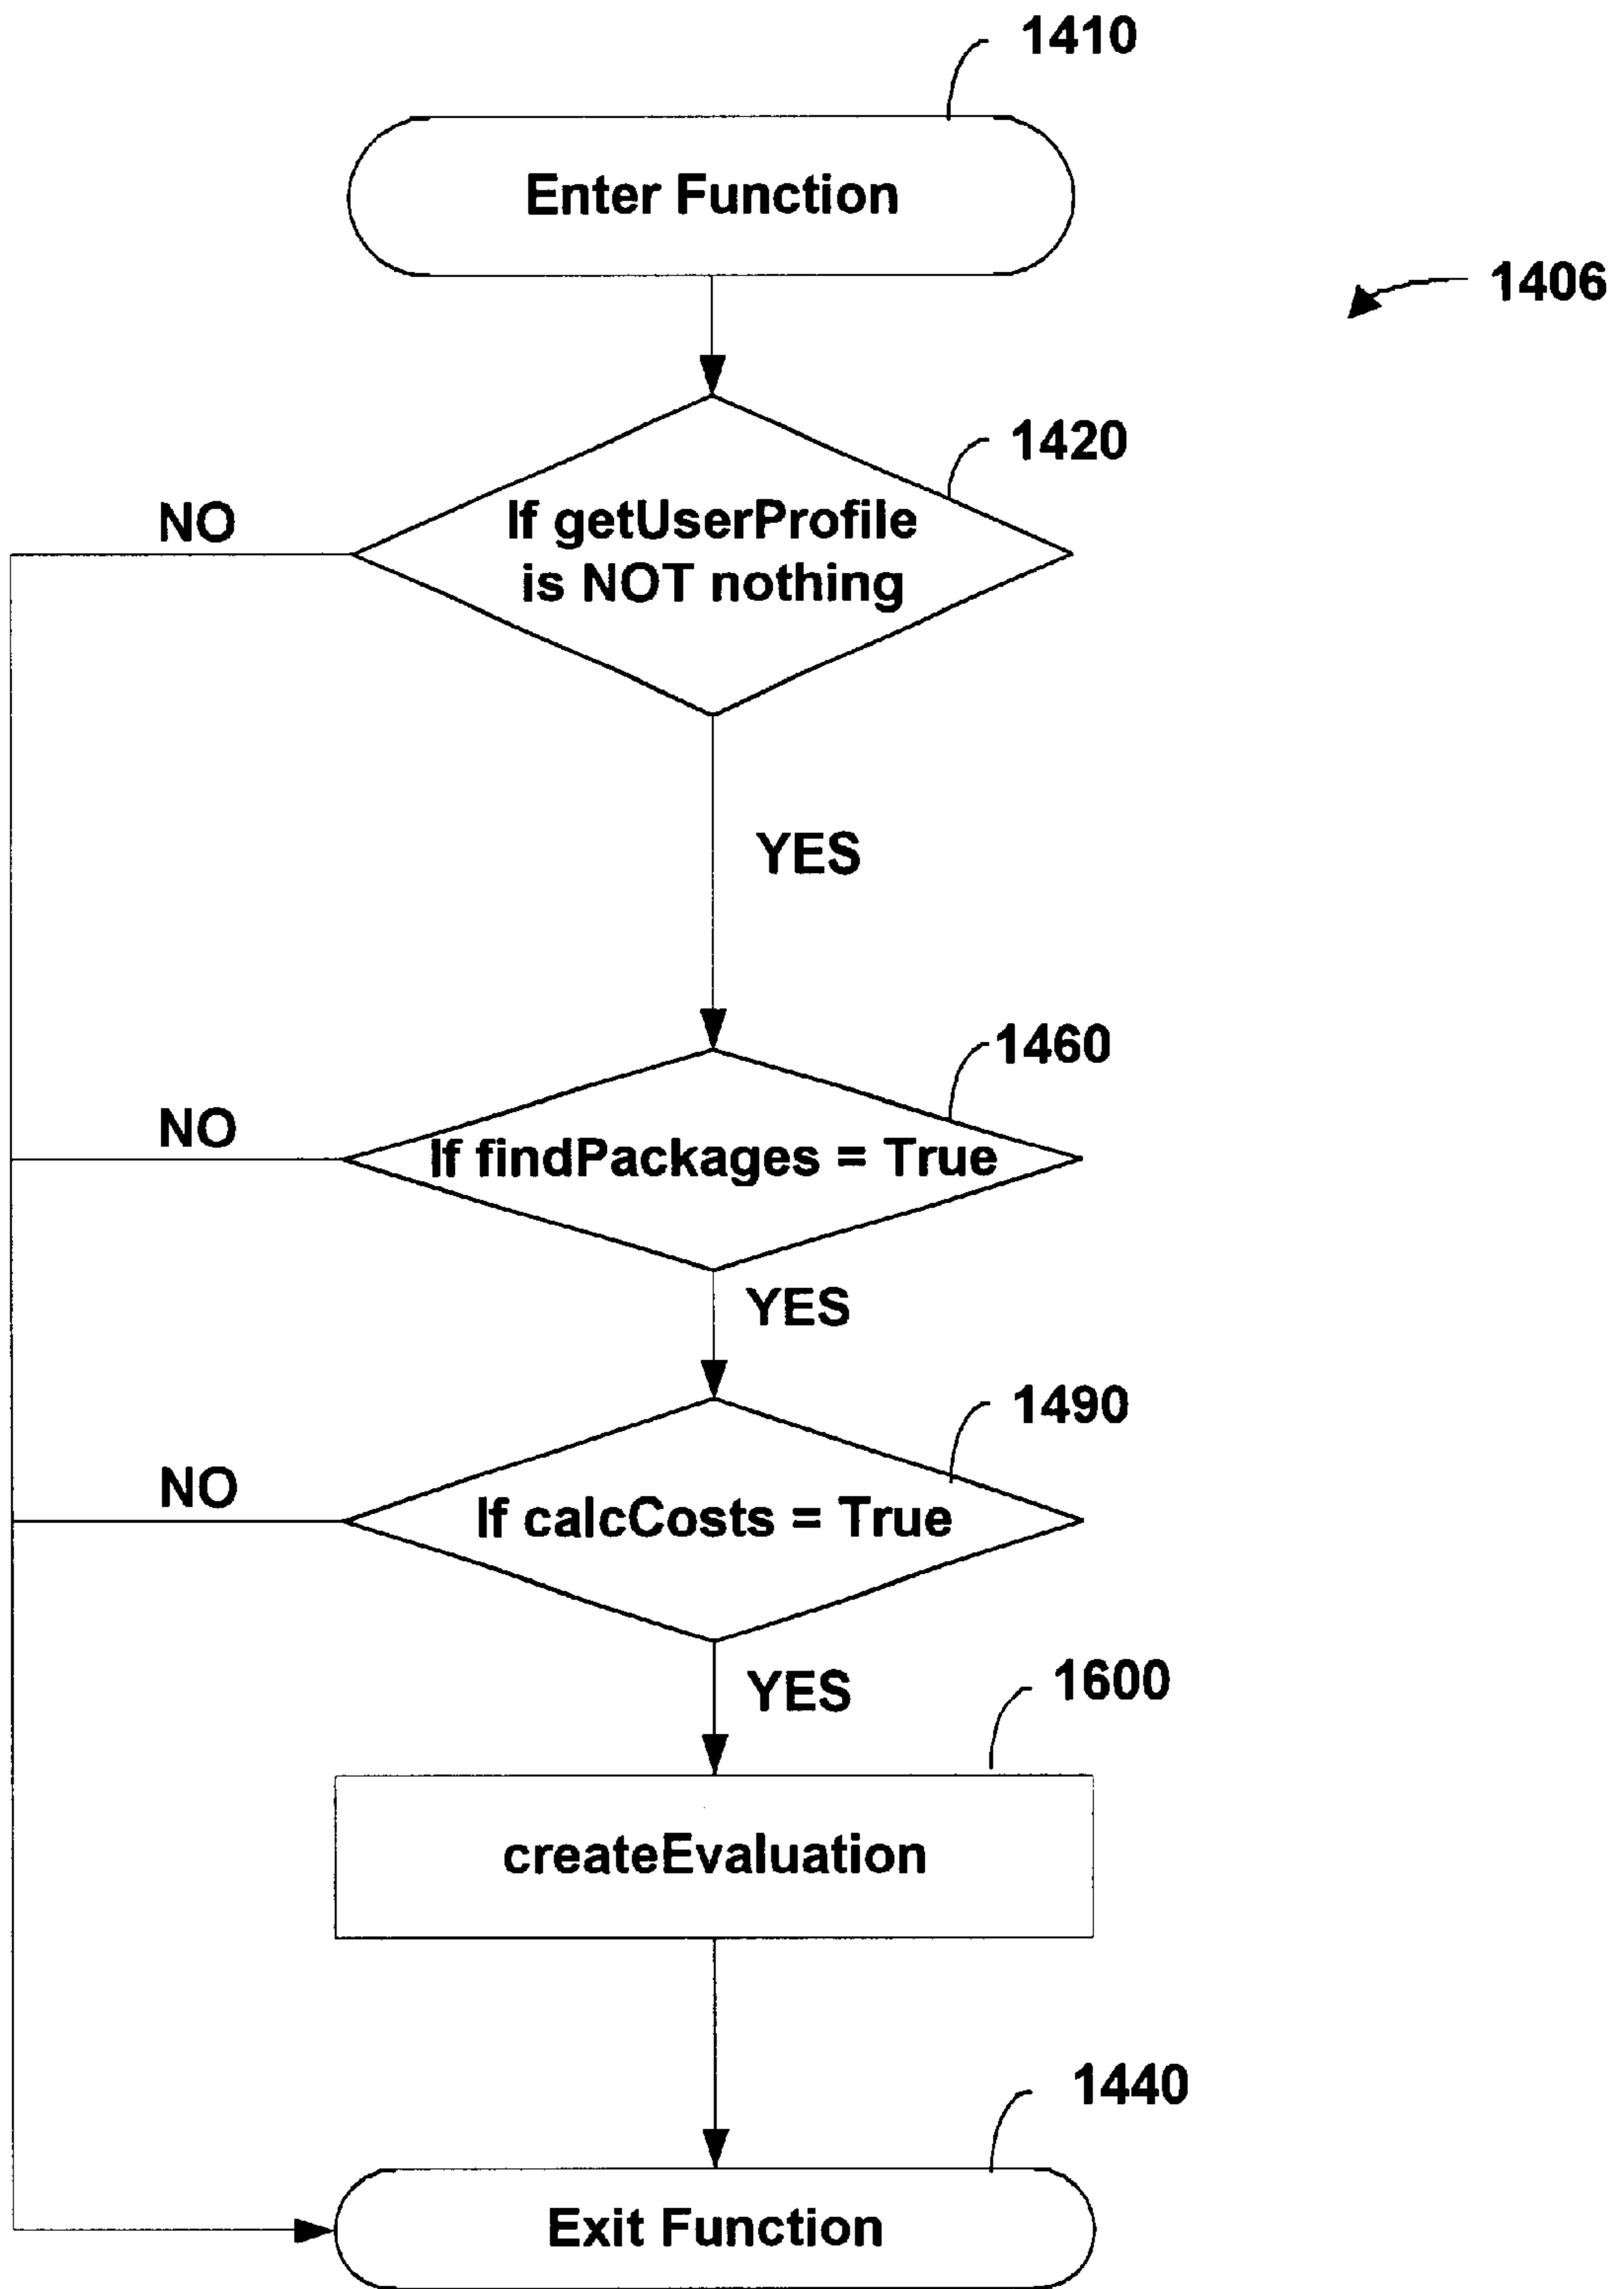 1410
Enter Function
1406
1420
NO
If getUserProfile
is NOT nothing
YES
1460
NO
If findPackages = True
YES
1490
NO
If calcCosts = True
YES
1600
createEvaluation
1440
Exit Function